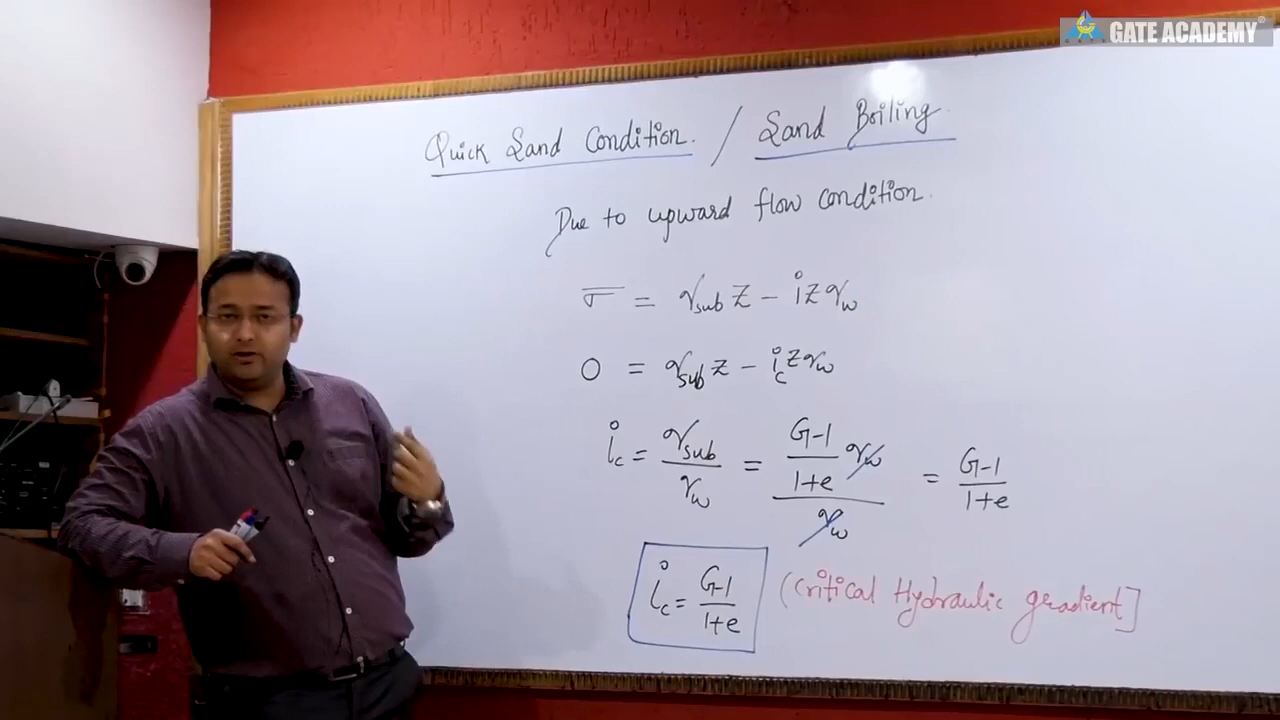 GATE ACADEMY®
Quick Sand Condition. / Sand Boiling.
Due to upward flow condition.
σ̅ = γsub Z − i Z γw
0 = γsub z − ic z γw
ic = γsub / γw = ((G-1)/(1+e) γw) / γw = (G-1)/(1+e)
ic = (G-1)/(1+e) (Critical Hydraulic gradient]